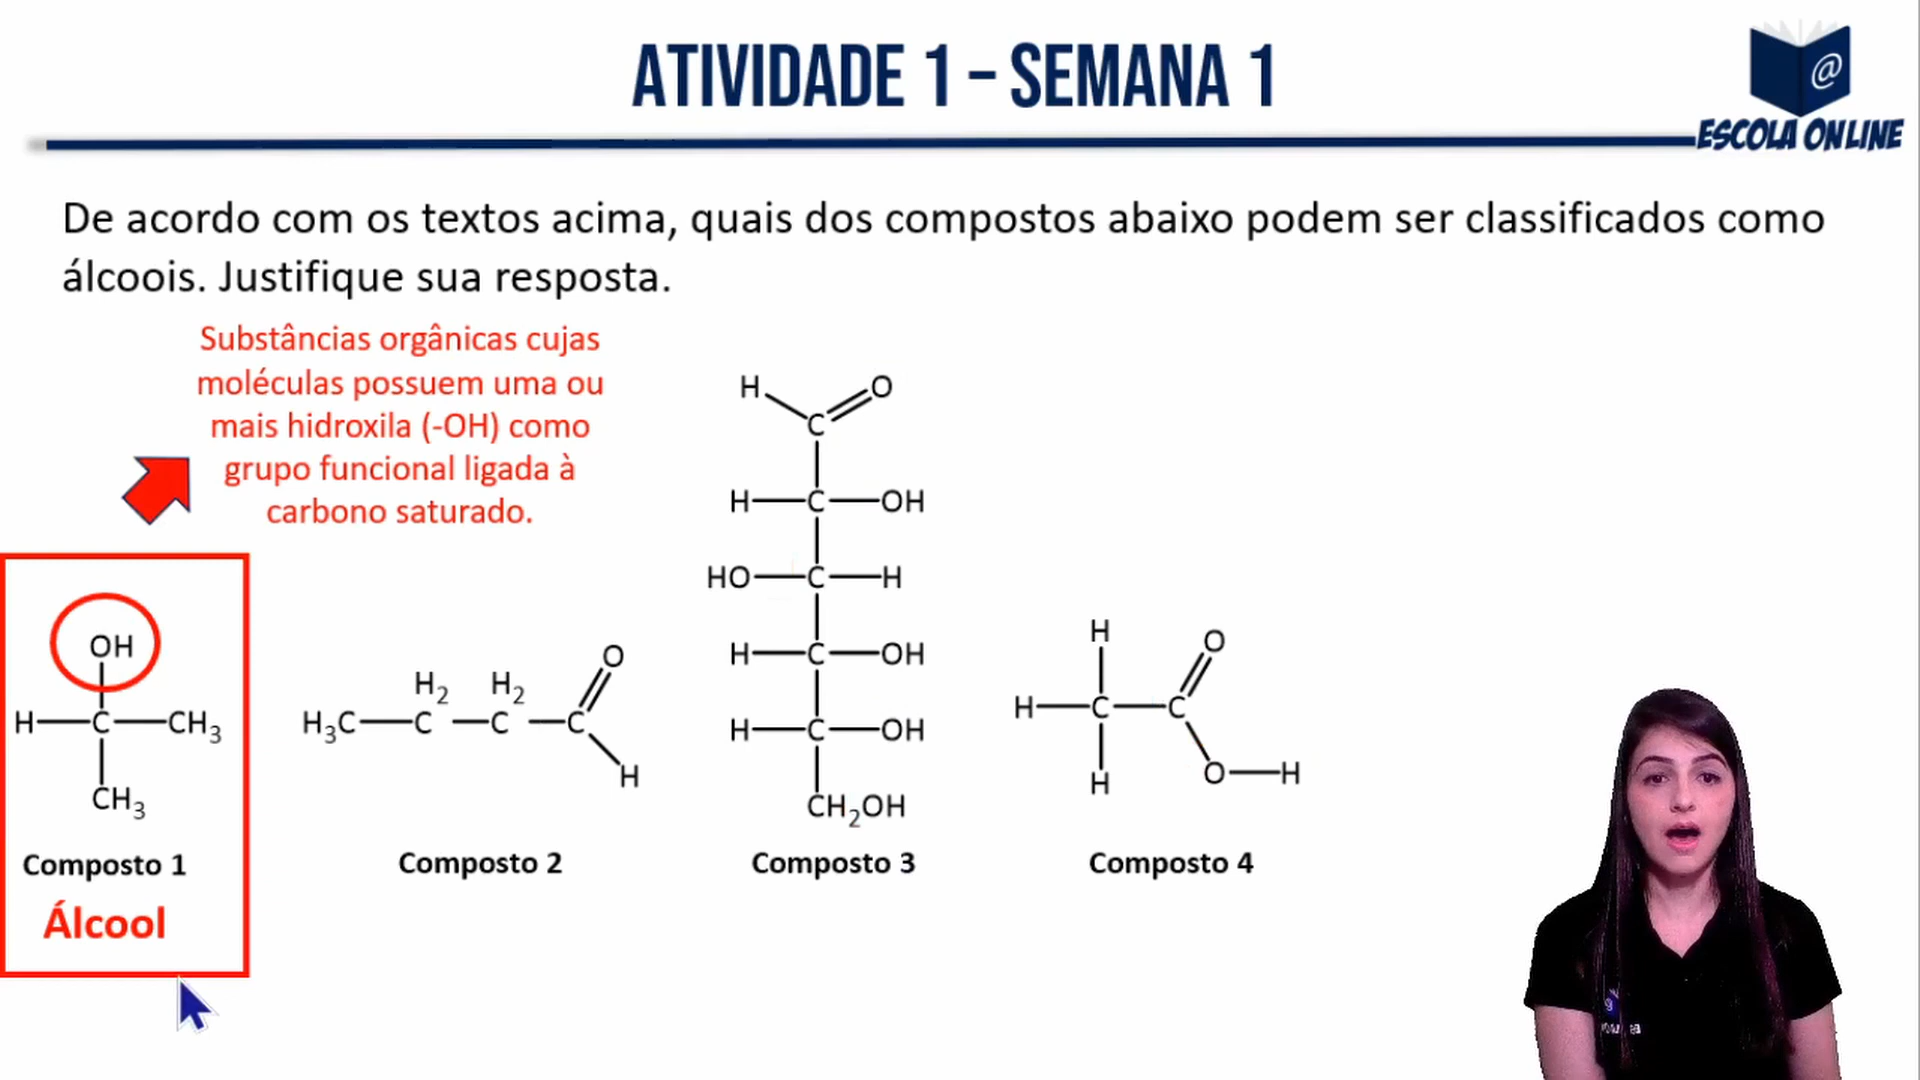 ATIVIDADE 1 – SEMANA 1
@
ESCOLA ONLINE
De acordo com os textos acima, quais dos compostos abaixo podem ser classificados como
álcoois. Justifique sua resposta.
Substâncias orgânicas cujas
moléculas possuem uma ou
mais hidroxila (-OH) como
grupo funcional ligada à
carbono saturado.
OH
H—C—CH3
CH3
Composto 1
Álcool
O
H2 H2
H3C—C—C—C
H
Composto 2
H O
C
H—C—OH
HO—C—H
H—C—OH
H—C—OH
CH2OH
Composto 3
H O
H—C—C
H O—H
Composto 4